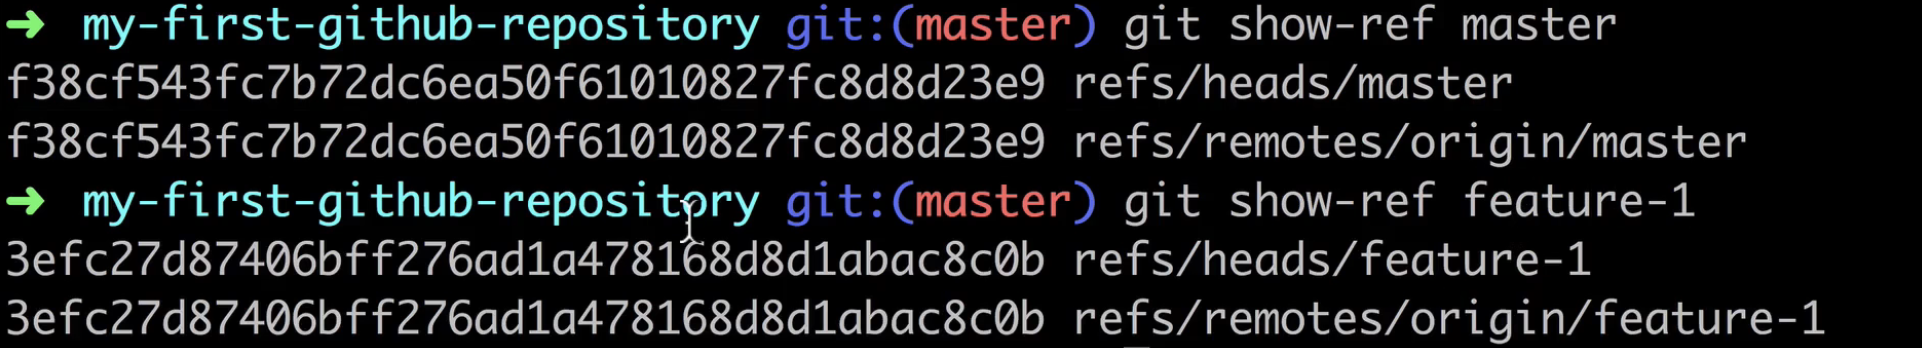 ➜ my-first-github-repository git:(master) git show-ref master
f38cf543fc7b72dc6ea50f61010827fc8d8d23e9 refs/heads/master
f38cf543fc7b72dc6ea50f61010827fc8d8d23e9 refs/remotes/origin/master
➜ my-first-github-repository git:(master) git show-ref feature-1
3efc27d87406bff276ad1a478168d8d1abac8c0b refs/heads/feature-1
3efc27d87406bff276ad1a478168d8d1abac8c0b refs/remotes/origin/feature-1